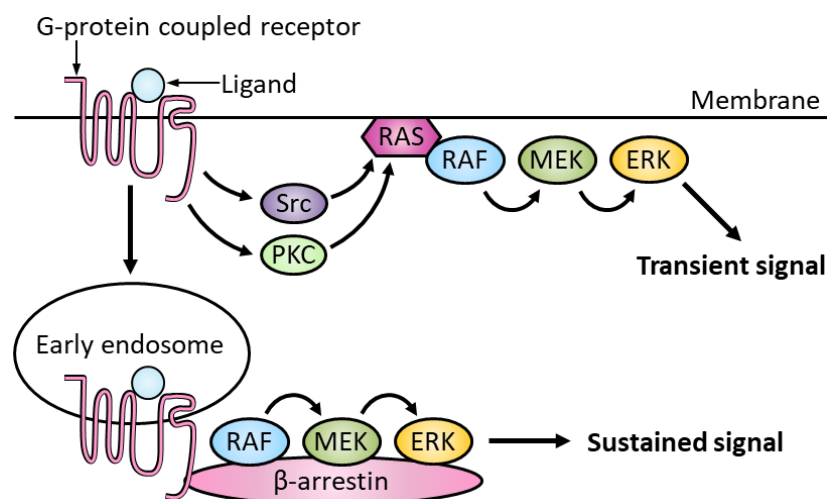 G-protein coupled receptor
Ligand
Membrane
RAS
RAF
MEK
ERK
Src
PKC
Transient signal
Early endosome
RAF
MEK
ERK
Sustained signal
β-arrestin